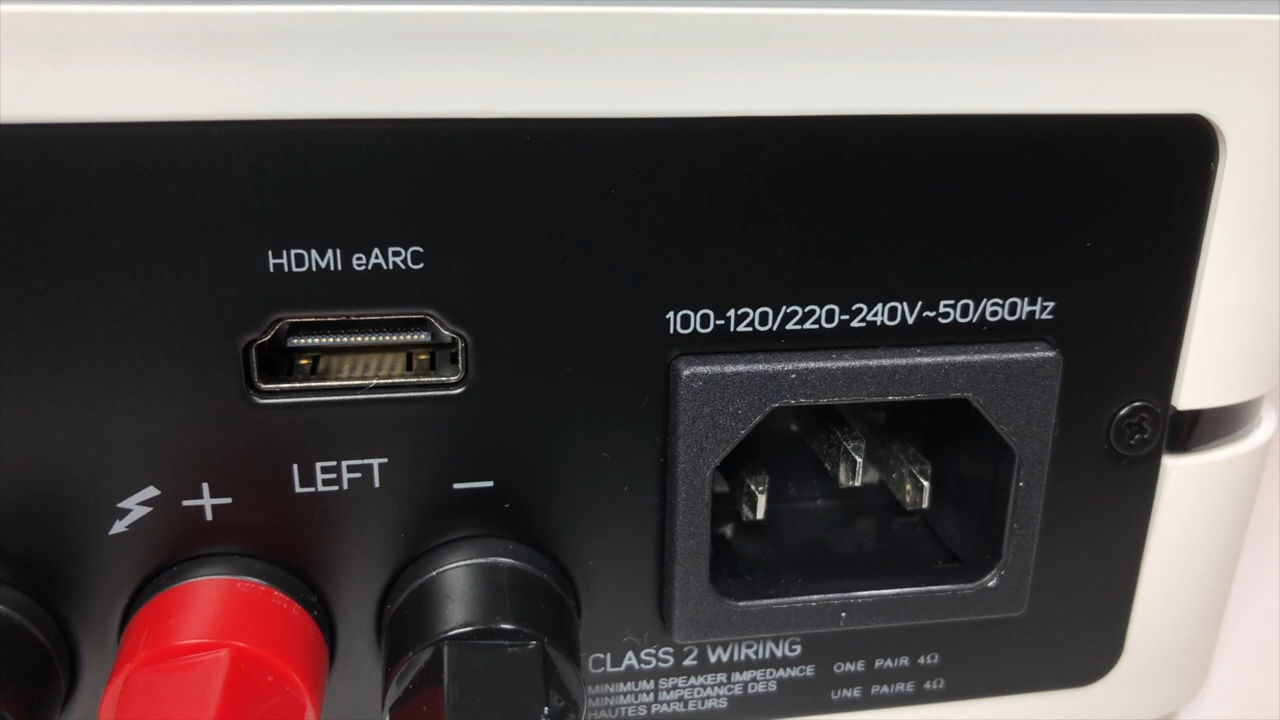 HDMI eARC
100-120/220-240V~50/60Hz
+ LEFT −
CLASS 2 WIRING
MINIMUM SPEAKER IMPEDANCE ONE PAIR 4Ω
MINIMUM IMPEDANCE DES
HAUTES PARLEURS UNE PAIRE 4Ω